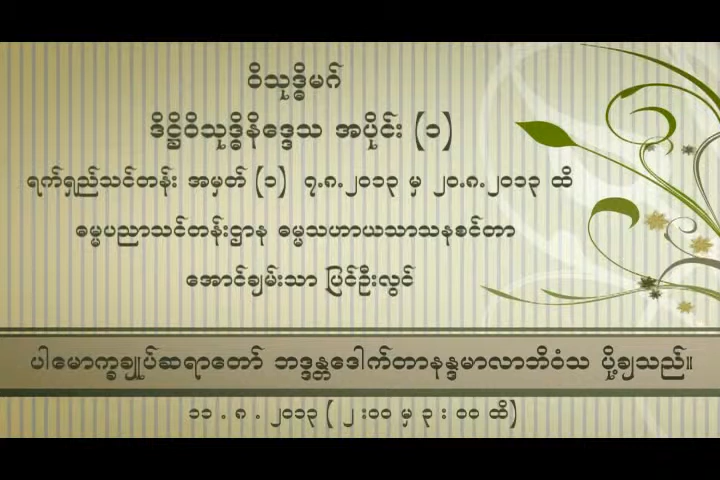 ဝိသုဒ္ဓိမဂ်
ဒိဋ္ဌိဝိသုဒ္ဓိနိဒ္ဒေသ အပိုင်း (၁)
ရက်ရှည်သင်တန်း အမှတ် (၁) ၇.၈.၂၀၁၃ မှ ၂၀.၈.၂၀၁၃ ထိ
ဓမ္မပညာသင်တန်းဌာန ဓမ္မသဟာယသာသနစင်တာ
အောင်ချမ်းသာ ပြင်ဦးလွင်
ပါမောက္ခချုပ်ဆရာတော် ဘဒ္ဒန္တဒေါက်တာနန္ဒမာလာဘိဝံသ ပို့ချသည်။
၁၁ . ၈ . ၂၀၁၃ ( ၂ း၀၀ မှ ၃ း ၀၀ ထိ)